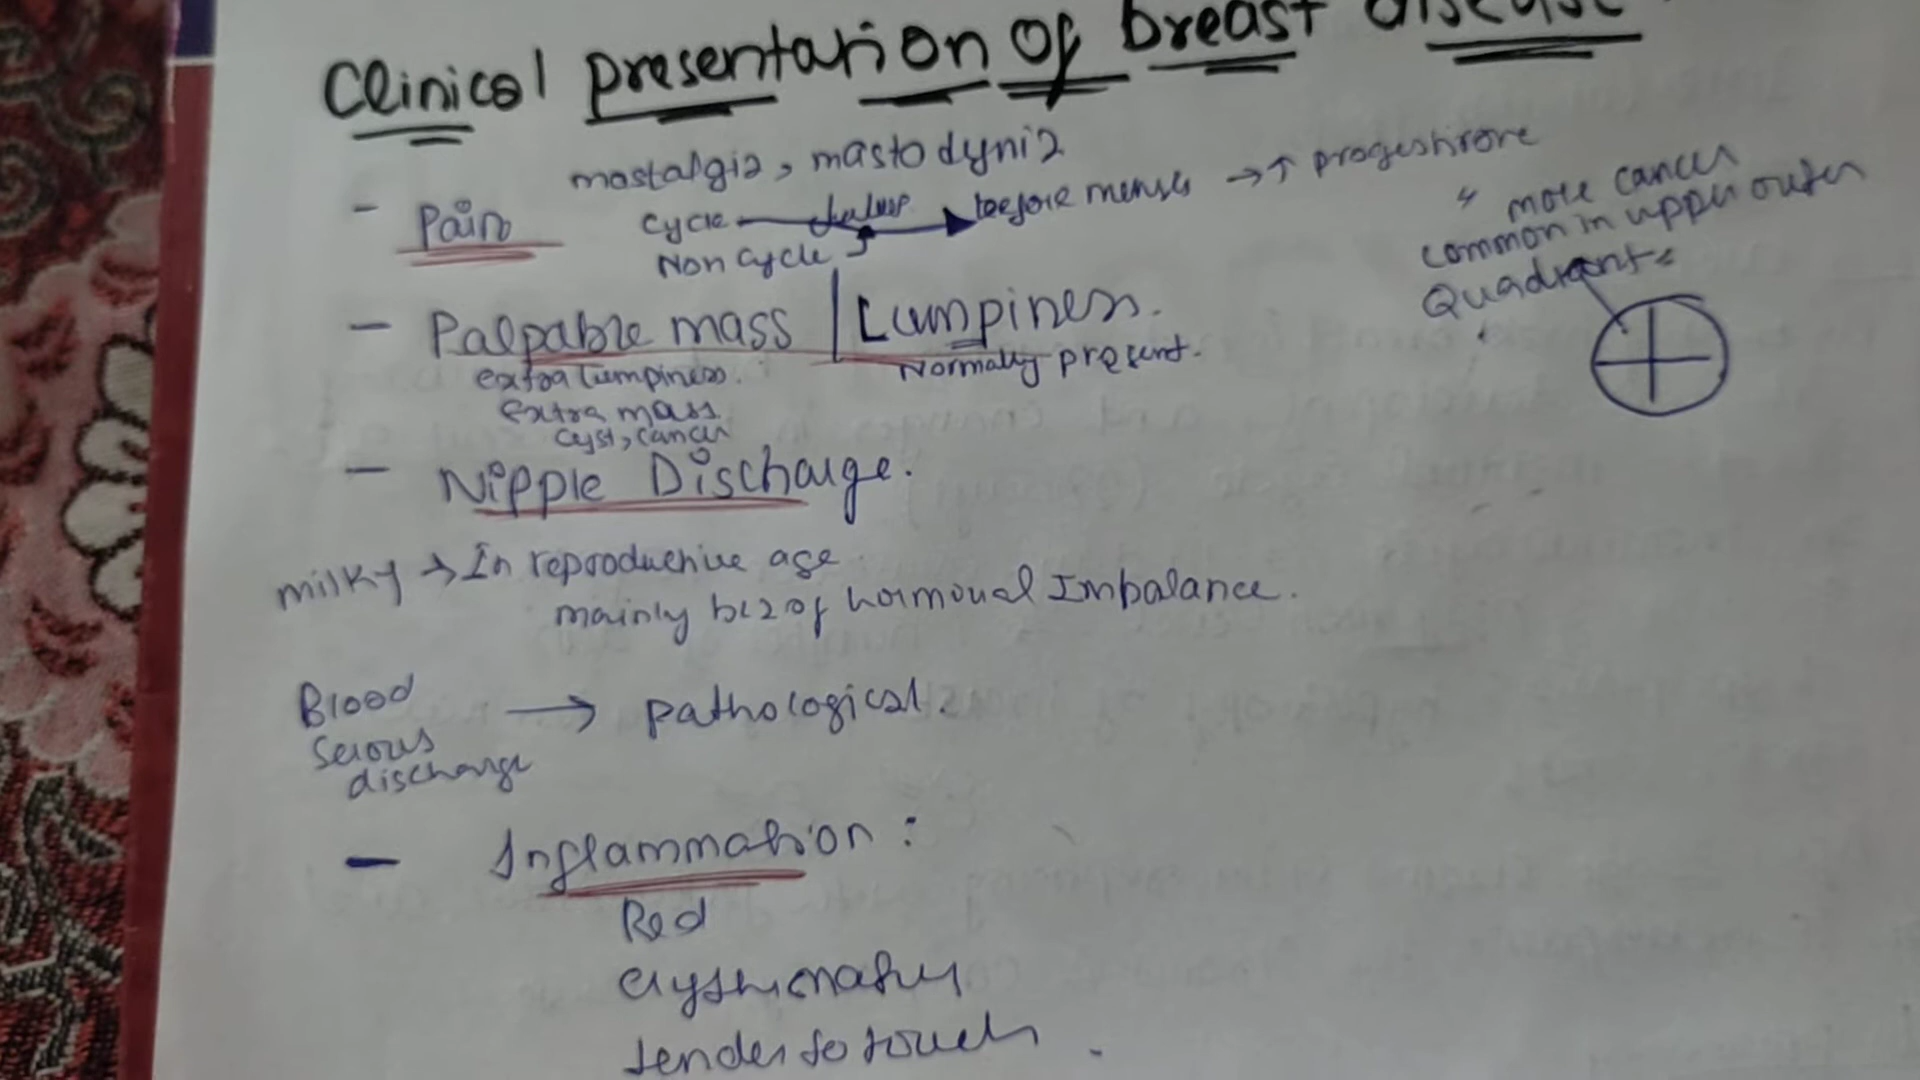 Clinical presentation of breast disease
mastalgia, mastodynia
- Pain
cycle before menses → ↑ progestirone
Non cycle
" more cancer
common in upper outer
Quadrants
- Palpable mass / Lumpiness.
extra lumpiness. Normally present.
extra mass.
cyst, cancer
- Nipple Discharge.
milky → In reproductive age
mainly bcz of hormonal Imbalance.
Blood → pathological.
serous
discharge
- Inflammation :
Red
tender to touch.